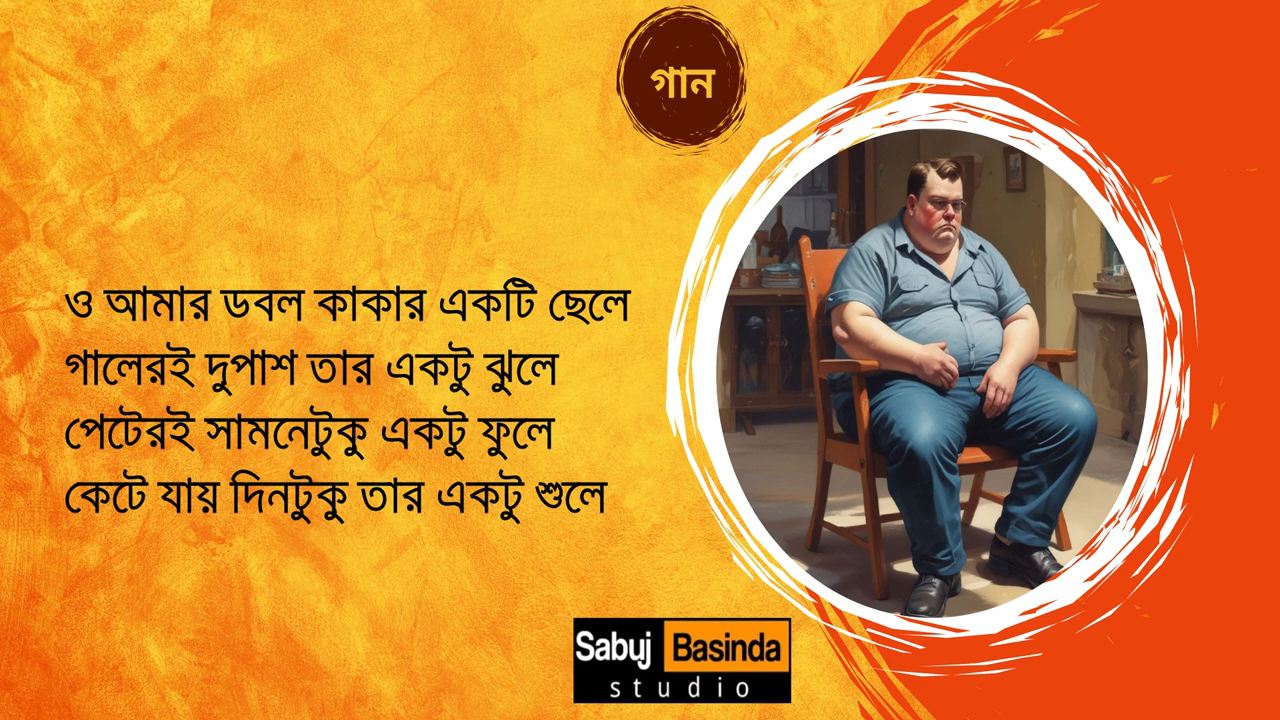 গান
ও আমার ডবল কাকার একটি ছেলে
গালেরই দুপাশ তার একটু ঝুলে
পেটেরই সামনেটুকু একটু ফুলে
কেটে যায় দিনটুকু তার একটু শুলে
Sabuj Basinda
studio